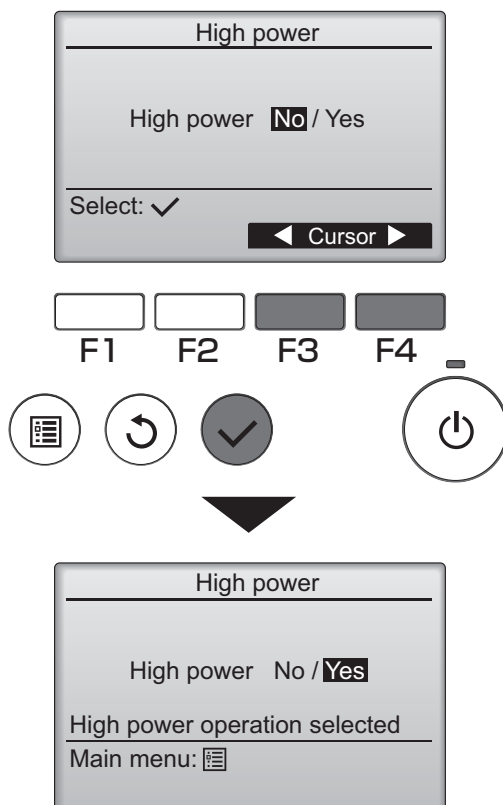 High power
High power No / Yes
Select:
Cursor
F1 F2 F3 F4
High power
High power No / Yes
High power operation selected
Main menu: